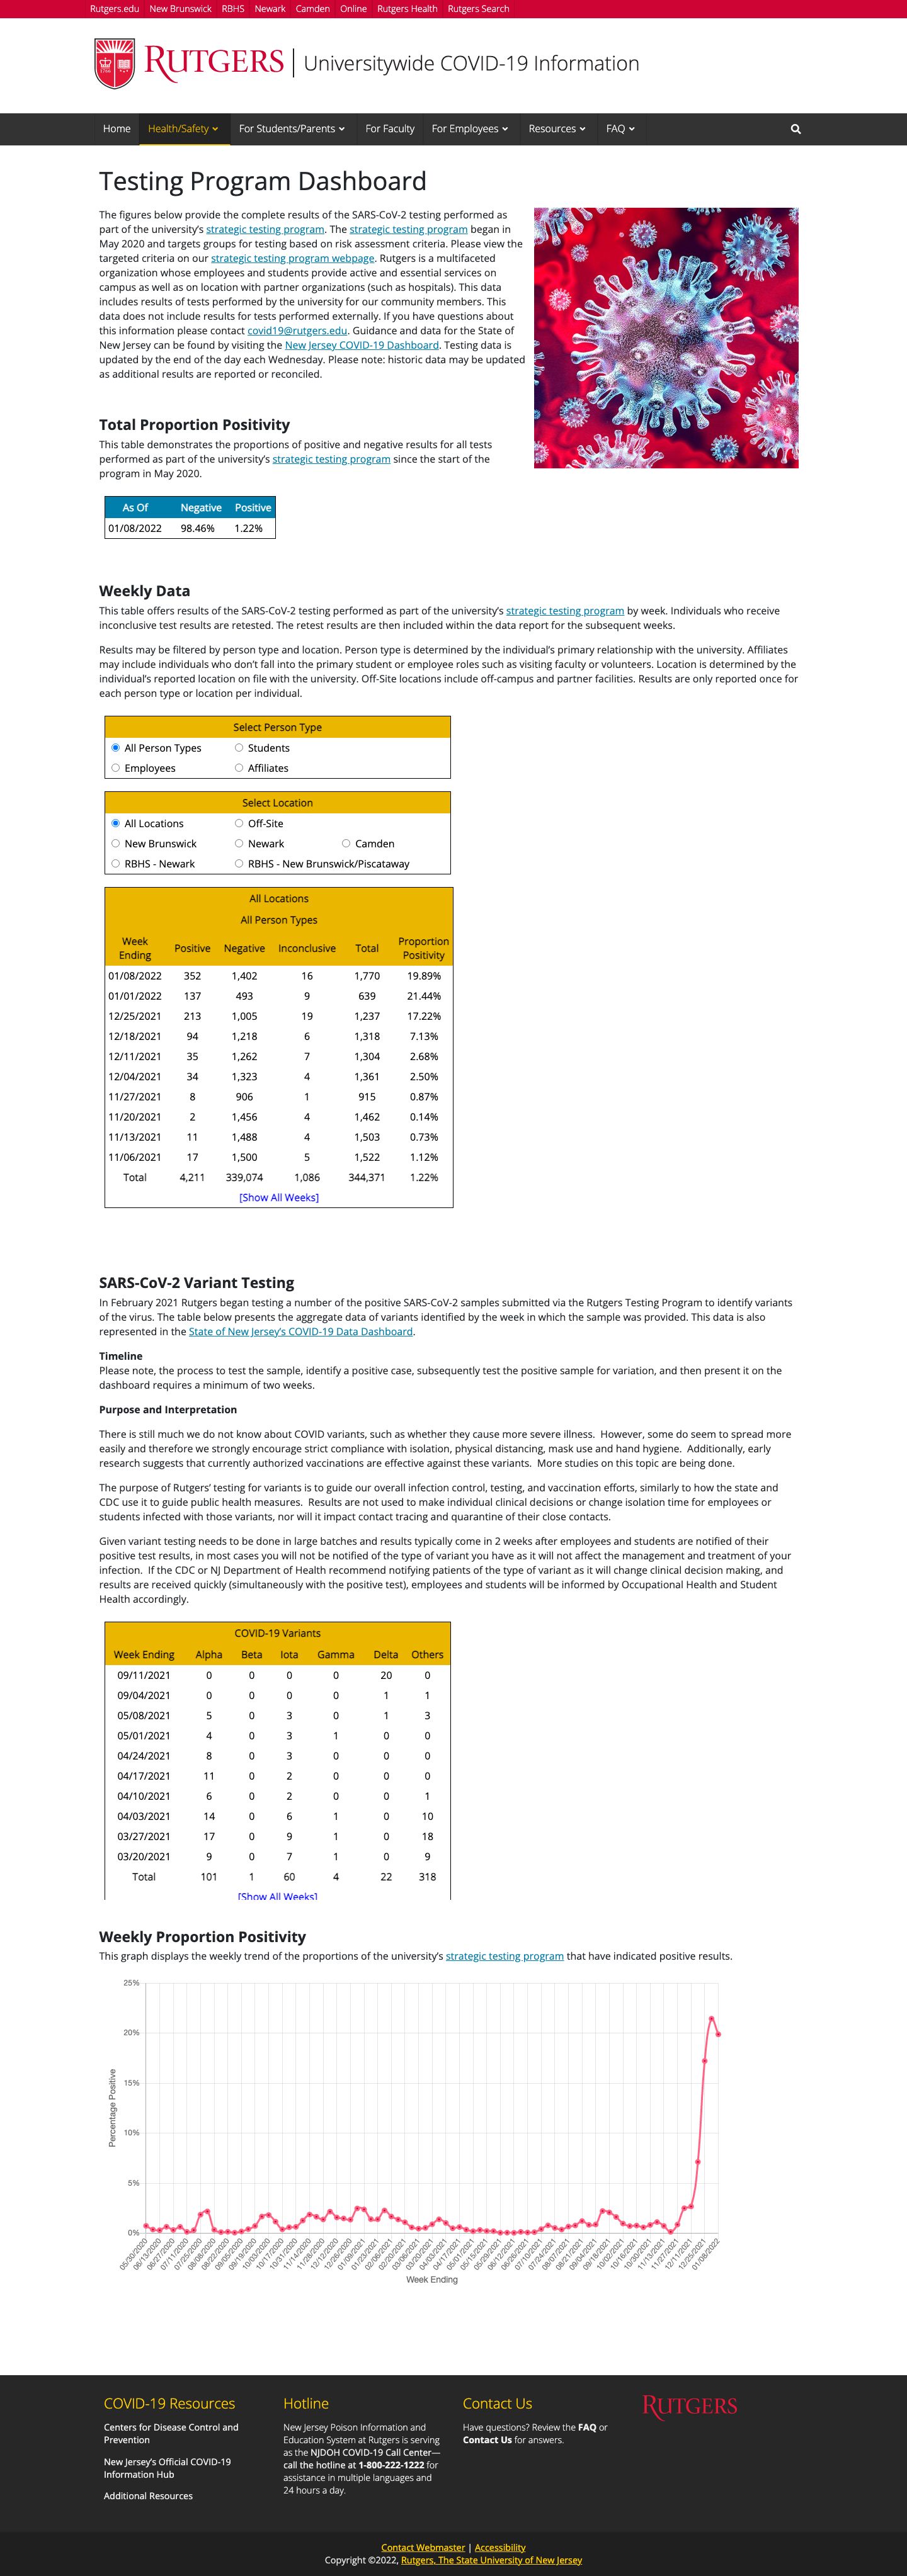 Rutgers.edu New Brunswick RBHS Newark Camden Online Rutgers Health Rutgers Search
1766
RUTGERS | Universitywide COVID-19 Information
Home Health/Safety For Students/Parents For Faculty For Employees Resources FAQ
Testing Program Dashboard
The figures below provide the complete results of the SARS-CoV-2 testing performed as
part of the university's strategic testing program. The strategic testing program began in
May 2020 and targets groups for testing based on risk assessment criteria. Please view the
targeted criteria on our strategic testing program webpage. Rutgers is a multifaceted
organization whose employees and students provide active and essential services on
campus as well as on location with partner organizations (such as hospitals). This data
includes results of tests performed by the university for our community members. This
data does not include results for tests performed externally. If you have questions about
this information please contact covid19@rutgers.edu. Guidance and data for the State of
New Jersey can be found by visiting the New Jersey COVID-19 Dashboard. Testing data is
updated by the end of the day each Wednesday. Please note: historic data may be updated
as additional results are reported or reconciled.
Total Proportion Positivity
This table demonstrates the proportions of positive and negative results for all tests
performed as part of the university's strategic testing program since the start of the
program in May 2020.
As Of Negative Positive
01/08/2022 98.46% 1.22%
Weekly Data
This table offers results of the SARS-CoV-2 testing performed as part of the university's strategic testing program by week. Individuals who receive
inconclusive test results are retested. The retest results are then included within the data report for the subsequent weeks.
Results may be filtered by person type and location. Person type is determined by the individual's primary relationship with the university. Affiliates
may include individuals who don't fall into the primary student or employee roles such as visiting faculty or volunteers. Location is determined by the
individual's reported location on file with the university. Off-Site locations include off-campus and partner facilities. Results are only reported once for
each person type or location per individual.
Select Person Type
All Person Types Students
Employees Affiliates
Select Location
All Locations Off-Site
New Brunswick Newark Camden
RBHS - Newark RBHS - New Brunswick/Piscataway
All Locations
All Person Types
Week Ending Positive Negative Inconclusive Total Proportion Positivity
01/08/2022 352 1,402 16 1,770 19.89%
01/01/2022 137 493 9 639 21.44%
12/25/2021 213 1,005 19 1,237 17.22%
12/18/2021 94 1,218 6 1,318 7.13%
12/11/2021 35 1,262 7 1,304 2.68%
12/04/2021 34 1,323 4 1,361 2.50%
11/27/2021 8 906 1 915 0.87%
11/20/2021 2 1,456 4 1,462 0.14%
11/13/2021 11 1,488 4 1,503 0.73%
11/06/2021 17 1,500 5 1,522 1.12%
Total 4,211 339,074 1,086 344,371 1.22%
[Show All Weeks]
SARS-CoV-2 Variant Testing
In February 2021 Rutgers began testing a number of the positive SARS-CoV-2 samples submitted via the Rutgers Testing Program to identify variants
of the virus. The table below presents the aggregate data of variants identified by the week in which the sample was provided. This data is also
represented in the State of New Jersey's COVID-19 Data Dashboard.
Timeline
Please note, the process to test the sample, identify a positive case, subsequently test the positive sample for variation, and then present it on the
dashboard requires a minimum of two weeks.
Purpose and Interpretation
There is still much we do not know about COVID variants, such as whether they cause more severe illness. However, some do seem to spread more
easily and therefore we strongly encourage strict compliance with isolation, physical distancing, mask use and hand hygiene. Additionally, early
research suggests that currently authorized vaccinations are effective against these variants. More studies on this topic are being done.
The purpose of Rutgers' testing for variants is to guide our overall infection control, testing, and vaccination efforts, similarly to how the state and
CDC use it to guide public health measures. Results are not used to make individual clinical decisions or change isolation time for employees or
students infected with those variants, nor will it impact contact tracing and quarantine of their close contacts.
Given variant testing needs to be done in large batches and results typically come in 2 weeks after employees and students are notified of their
positive test results, in most cases you will not be notified of the type of variant you have as it will not affect the management and treatment of your
infection. If the CDC or NJ Department of Health recommend notifying patients of the type of variant as it will change clinical decision making, and
results are received quickly (simultaneously with the positive test), employees and students will be informed by Occupational Health and Student
Health accordingly.
COVID-19 Variants
Week Ending Alpha Beta Iota Gamma Delta Others
09/11/2021 0 0 0 0 20 0
09/04/2021 0 0 0 0 1 1
05/08/2021 5 0 3 0 1 3
05/01/2021 4 0 3 1 0 0
04/24/2021 8 0 3 0 0 0
04/17/2021 11 0 2 0 0 0
04/10/2021 6 0 2 0 0 1
04/03/2021 14 0 6 1 0 10
03/27/2021 17 0 9 1 0 18
03/20/2021 9 0 7 1 0 9
Total 101 1 60 4 22 318
[Show All Weeks]
Weekly Proportion Positivity
This graph displays the weekly trend of the proportions of the university's strategic testing program that have indicated positive results.
25%
20%
15%
10%
5%
0%
Percentage Positive
05/30/2020 06/13/2020 06/27/2020 07/11/2020 07/25/2020 08/08/2020 08/22/2020 09/05/2020 09/19/2020 10/03/2020 10/17/2020 10/31/2020 11/14/2020 11/28/2020 12/12/2020 12/26/2020 01/09/2021 01/23/2021 02/06/2021 02/20/2021 03/06/2021 03/20/2021 04/03/2021 04/17/2021 05/01/2021 05/15/2021 05/29/2021 06/12/2021 06/26/2021 07/10/2021 07/24/2021 08/07/2021 08/21/2021 09/04/2021 09/18/2021 10/02/2021 10/16/2021 10/30/2021 11/13/2021 11/27/2021 12/11/2021 12/25/2021 01/08/2022
Week Ending
COVID-19 Resources
Centers for Disease Control and
Prevention
New Jersey's Official COVID-19
Information Hub
Additional Resources
Hotline
New Jersey Poison Information and
Education System at Rutgers is serving
as the NJDOH COVID-19 Call Center—
call the hotline at 1-800-222-1222 for
assistance in multiple languages and
24 hours a day.
Contact Us
Have questions? Review the FAQ or
Contact Us for answers.
RUTGERS
Contact Webmaster | Accessibility
Copyright ©2022, Rutgers, The State University of New Jersey